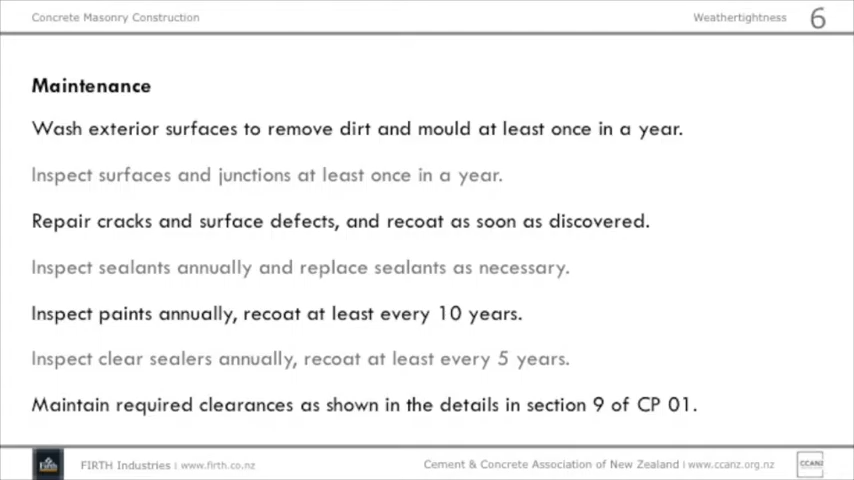 Concrete Masonry Construction
Weathertightness 6
Maintenance
Wash exterior surfaces to remove dirt and mould at least once in a year.
Inspect surfaces and junctions at least once in a year.
Repair cracks and surface defects, and recoat as soon as discovered.
Inspect sealants annually and replace sealants as necessary.
Inspect paints annually, recoat at least every 10 years.
Inspect clear sealers annually, recoat at least every 5 years.
Maintain required clearances as shown in the details in section 9 of CP 01.
Firth
FIRTH Industries | www.firth.co.nz
Cement & Concrete Association of New Zealand | www.ccanz.org.nz
CCANZ